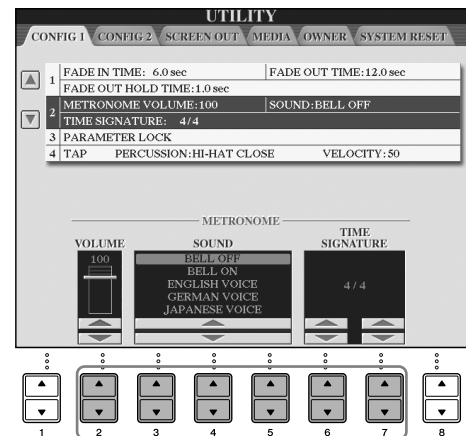 UTILITY
CONFIG 1 CONFIG 2 SCREEN OUT MEDIA OWNER SYSTEM RESET
1 FADE IN TIME: 6.0 sec FADE OUT TIME:12.0 sec
FADE OUT HOLD TIME:1.0 sec
2 METRONOME VOLUME:100 SOUND:BELL OFF
TIME SIGNATURE: 4/4
3 PARAMETER LOCK
4 TAP PERCUSSION:HI-HAT CLOSE VELOCITY:50
METRONOME
VOLUME SOUND TIME SIGNATURE
100 BELL OFF
BELL ON
ENGLISH VOICE 4/4
GERMAN VOICE
JAPANESE VOICE
1 2 3 4 5 6 7 8